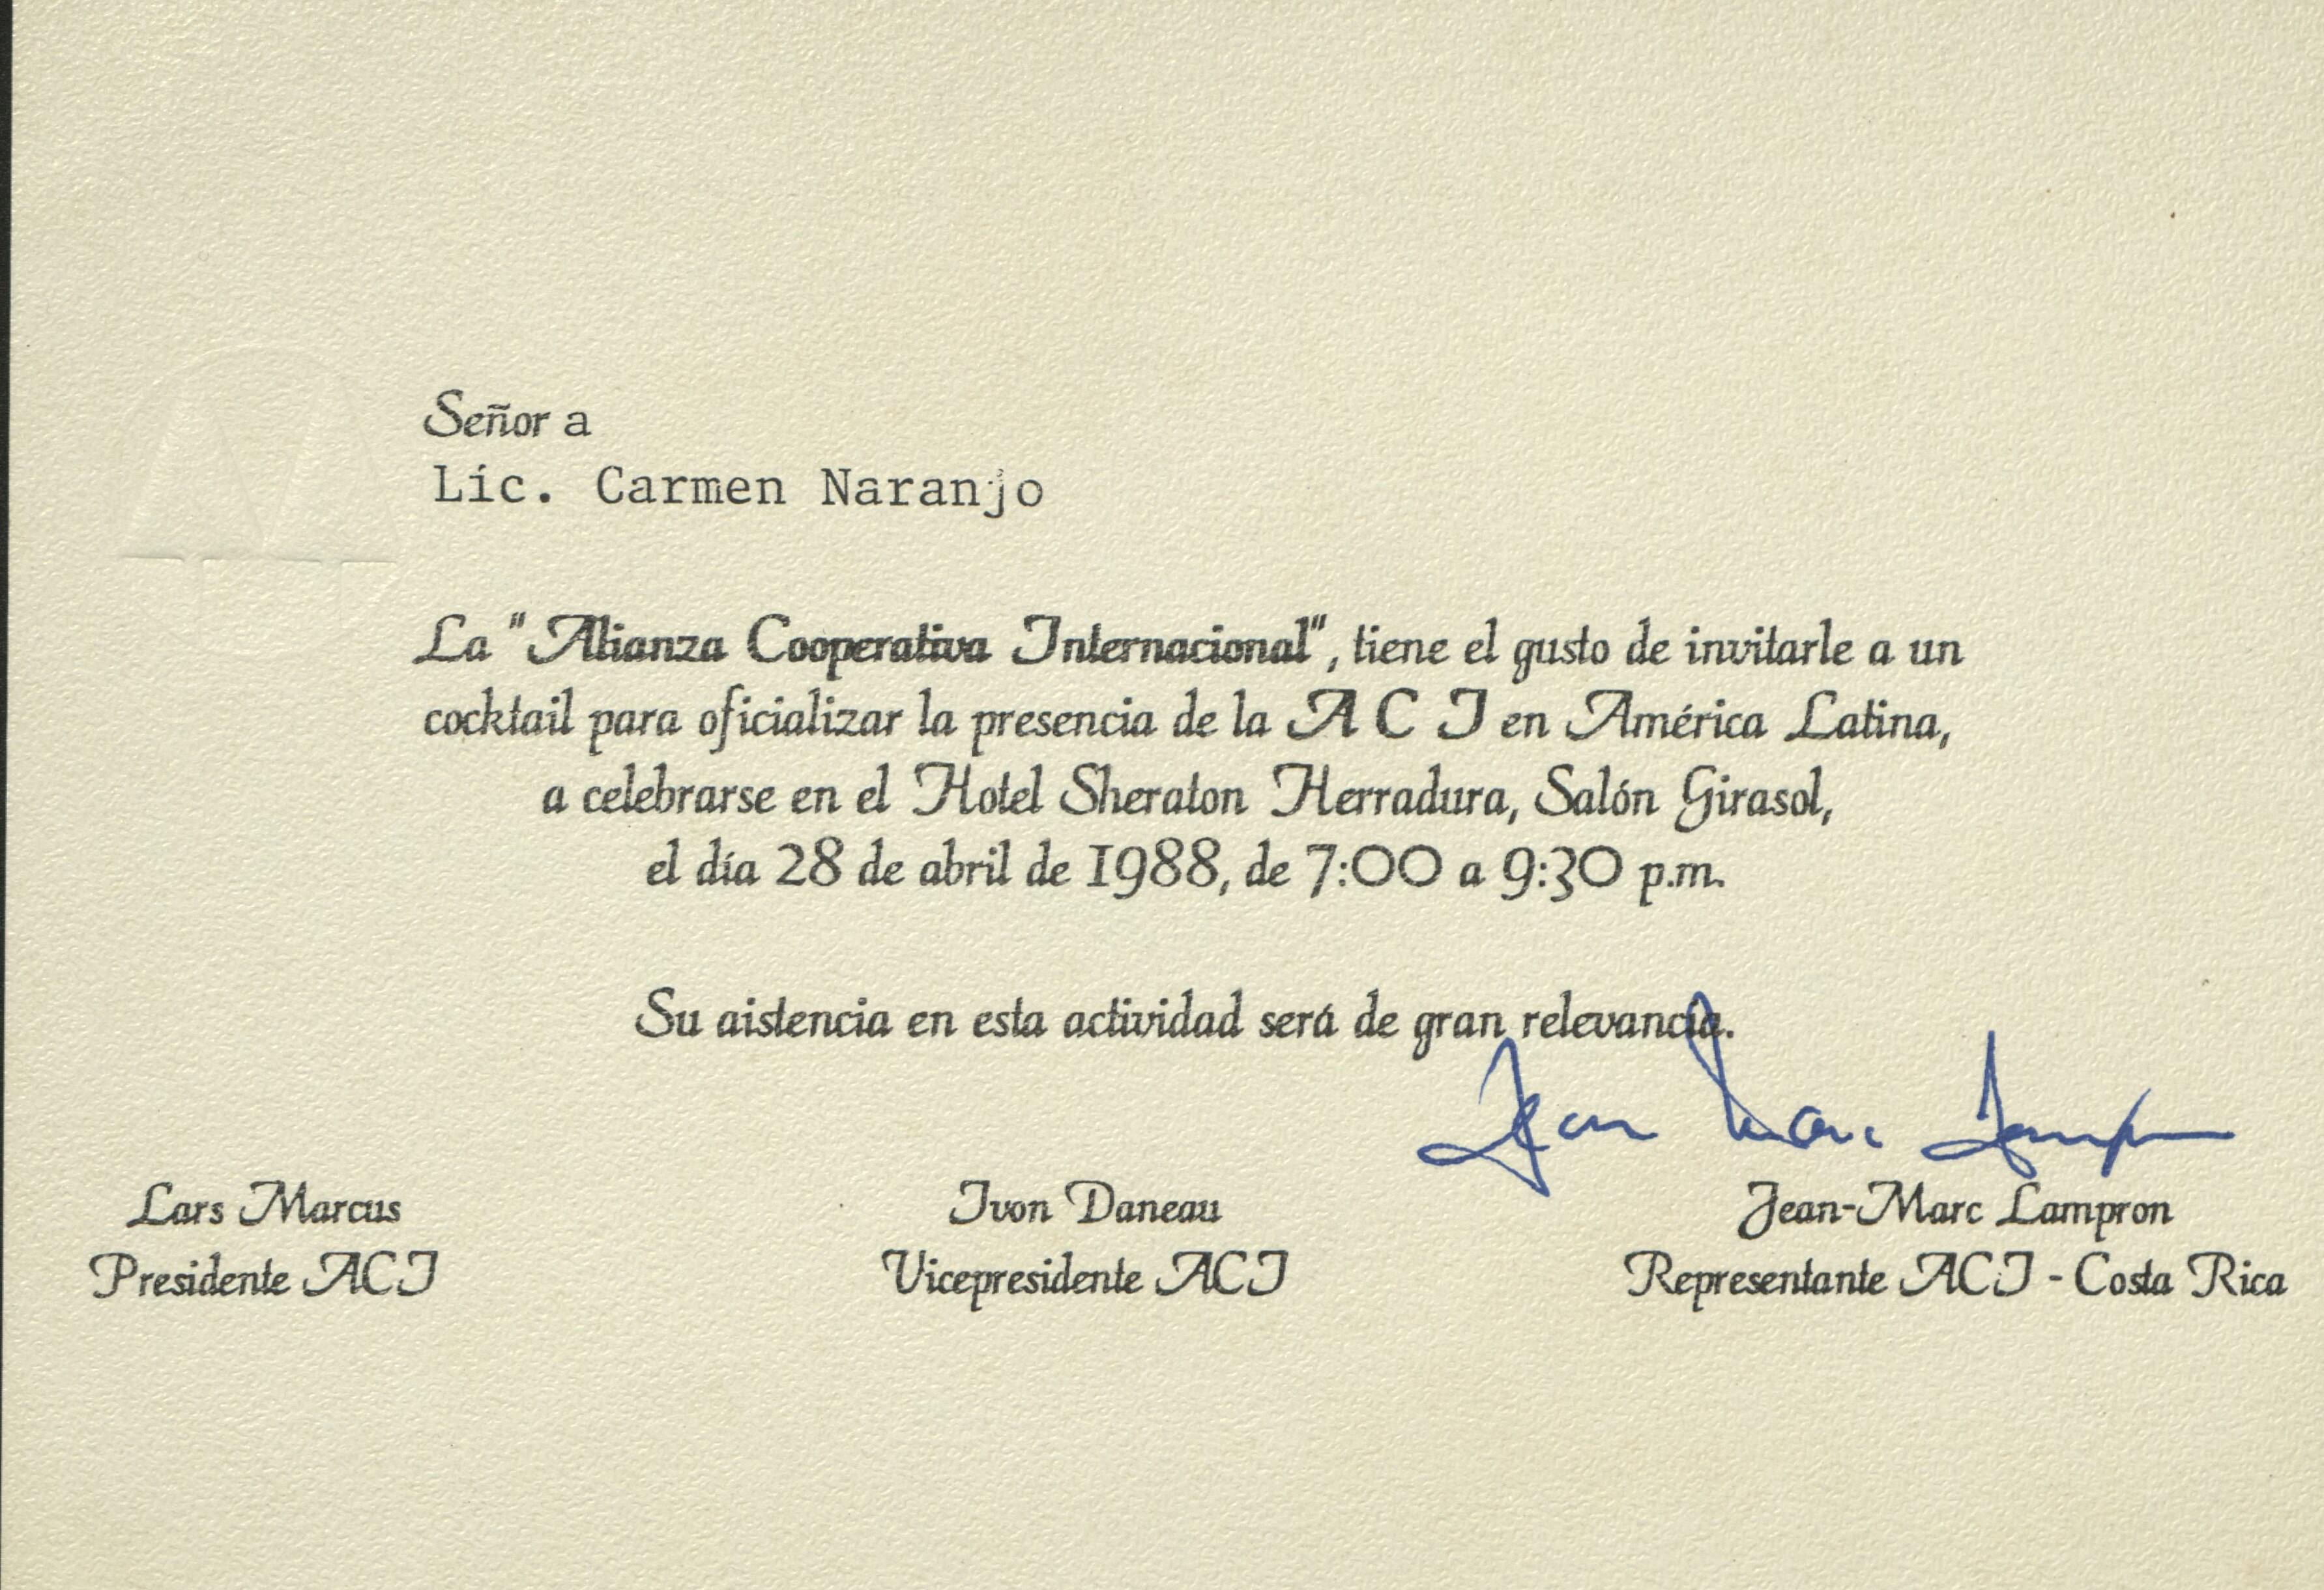 Señor a
Lic. Carmen Naranjo
La "Alianza Cooperativa Internacional", tiene el gusto de invitarle a un
cocktail para oficializar la presencia de la A C I en América Latina,
a celebrarse en el Hotel Sheraton Herradura, Salón Girasol,
el día 28 de abril de 1988, de 7:00 a 9:30 p.m.
Su aistencia en esta actividad será de gran relevancia.
Jean Marc Lampron
Lars Marcus
Presidente ACI
Ivon Daneau
Vicepresidente ACI
Jean-Marc Lampron
Representante ACI - Costa Rica